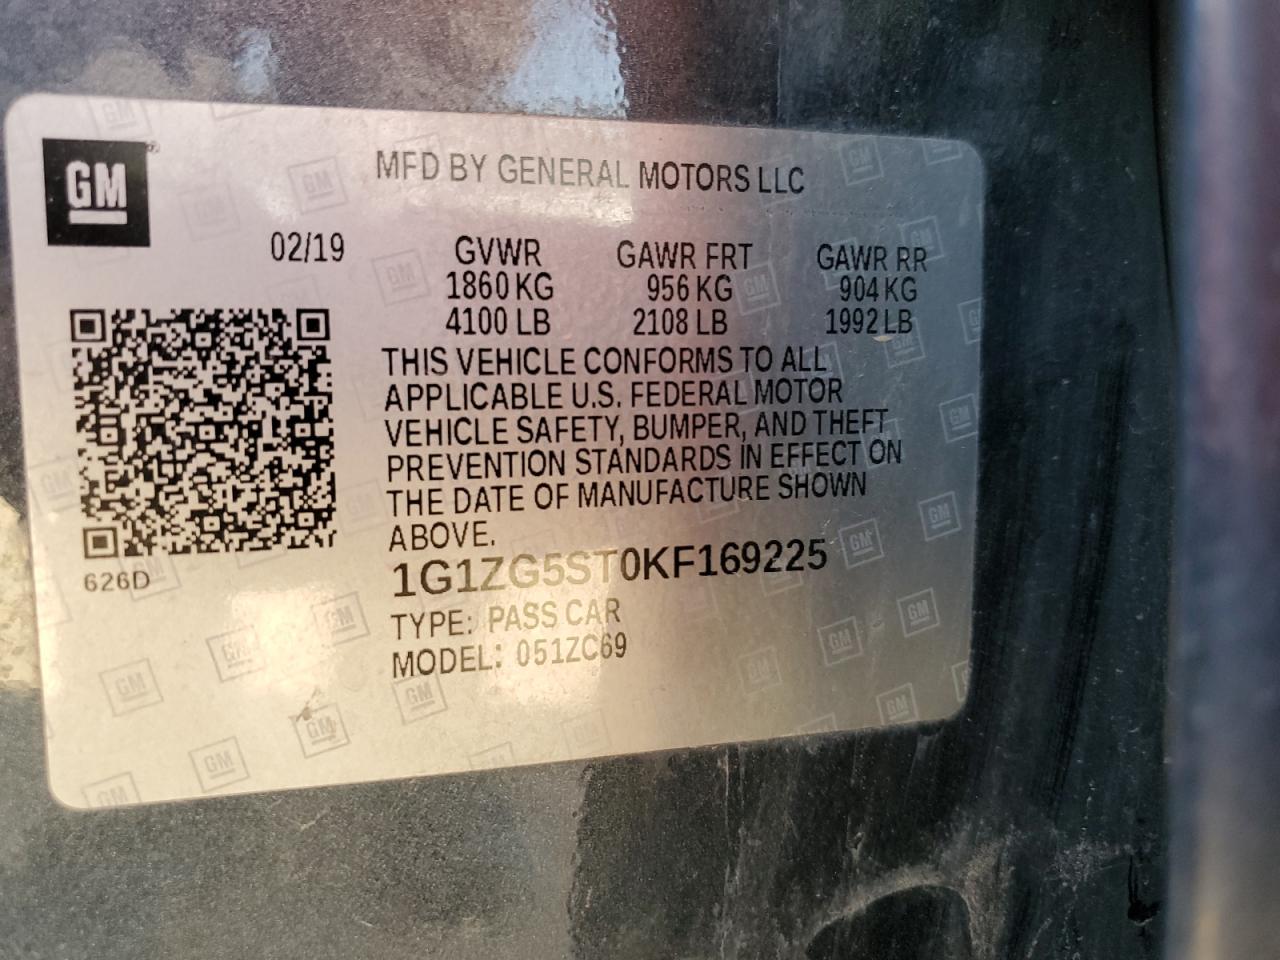 GM
MFD BY GENERAL MOTORS LLC
02/19 GVWR GAWR FRT GAWR RR
1860 KG 956 KG 904 KG
4100 LB 2108 LB 1992 LB
THIS VEHICLE CONFORMS TO ALL
APPLICABLE U.S. FEDERAL MOTOR
VEHICLE SAFETY, BUMPER, AND THEFT
PREVENTION STANDARDS IN EFFECT ON
THE DATE OF MANUFACTURE SHOWN
ABOVE.
626D
1G1ZG5ST0KF169225
TYPE: PASS CAR
MODEL: 051ZC69